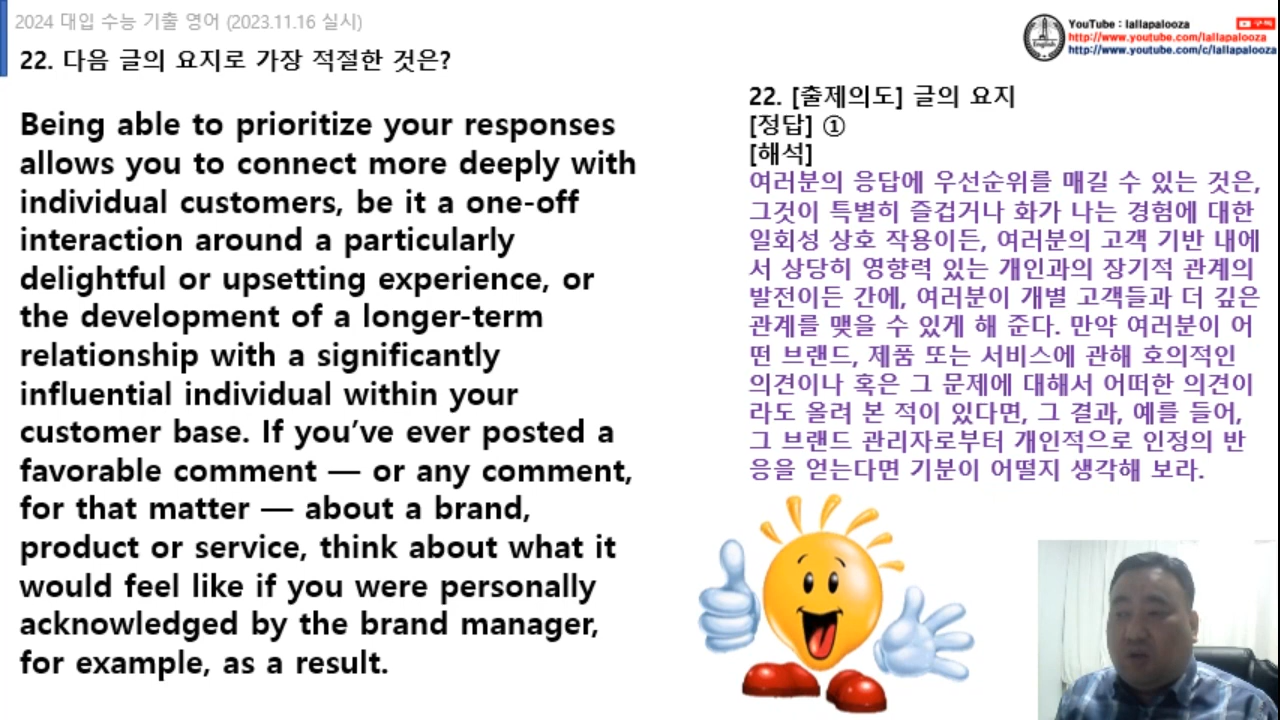 2024 대입 수능 기출 영어 (2023.11.16 실시)
22. 다음 글의 요지로 가장 적절한 것은?
Being able to prioritize your responses
allows you to connect more deeply with
individual customers, be it a one-off
interaction around a particularly
delightful or upsetting experience, or
the development of a longer-term
relationship with a significantly
influential individual within your
customer base. If you’ve ever posted a
favorable comment — or any comment,
for that matter — about a brand,
product or service, think about what it
would feel like if you were personally
acknowledged by the brand manager,
for example, as a result.
YouTube : lallapalooza
구독
http://www.youtube.com/lallapalooza
http://www.youtube.com/c/lallapalooza
English
22. [출제의도] 글의 요지
[정답] ①
[해석]
여러분의 응답에 우선순위를 매길 수 있는 것은,
그것이 특별히 즐겁거나 화가 나는 경험에 대한
일회성 상호 작용이든, 여러분의 고객 기반 내에
서 상당히 영향력 있는 개인과의 장기적 관계의
발전이든 간에, 여러분이 개별 고객들과 더 깊은
관계를 맺을 수 있게 해 준다. 만약 여러분이 어
떤 브랜드, 제품 또는 서비스에 관해 호의적인
의견이나 혹은 그 문제에 대해서 어떠한 의견이
라도 올려 본 적이 있다면, 그 결과, 예를 들어,
그 브랜드 관리자로부터 개인적으로 인정의 반
응을 얻는다면 기분이 어떨지 생각해 보라.